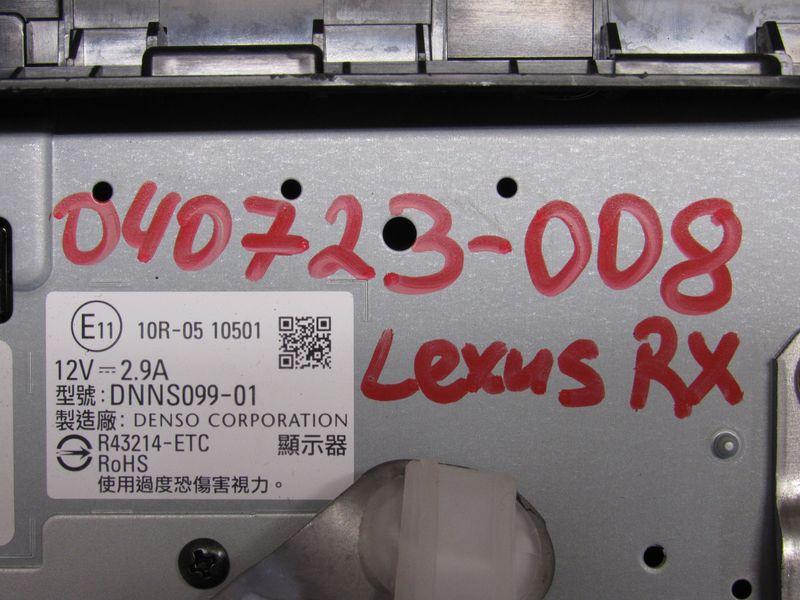 040723-008
Lexus RX
E11 10R-05 10501
12V⎓2.9A
型號:DNNS099-01
製造廠: DENSO CORPORATION
R43214-ETC 顯示器
RoHS
使用過度恐傷害視力。